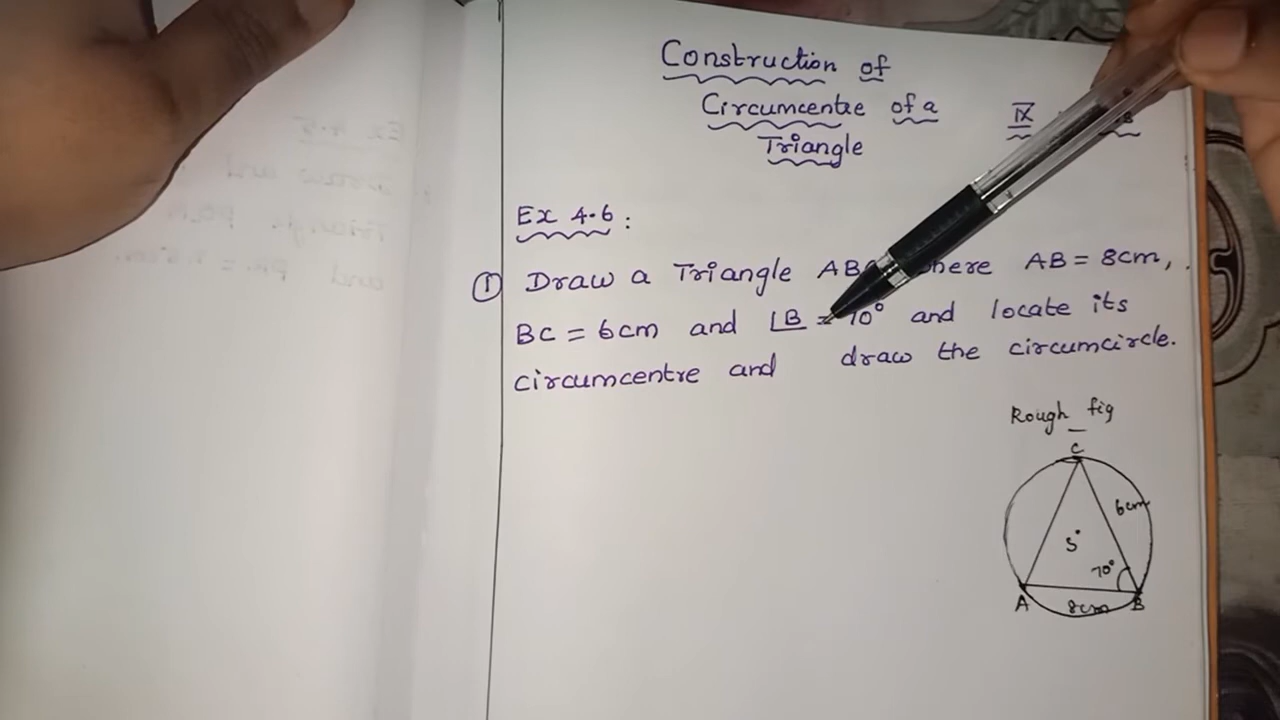 Construction of
Circumcentre of a
Triangle
IX
Ex 4.6 :
① Draw a Triangle where AB = 8cm,
BC = 6cm and ∠B = 70° and locate its
circumcentre and draw the circumcircle.
Rough fig
C
6cm
S
70°
A 8cm B